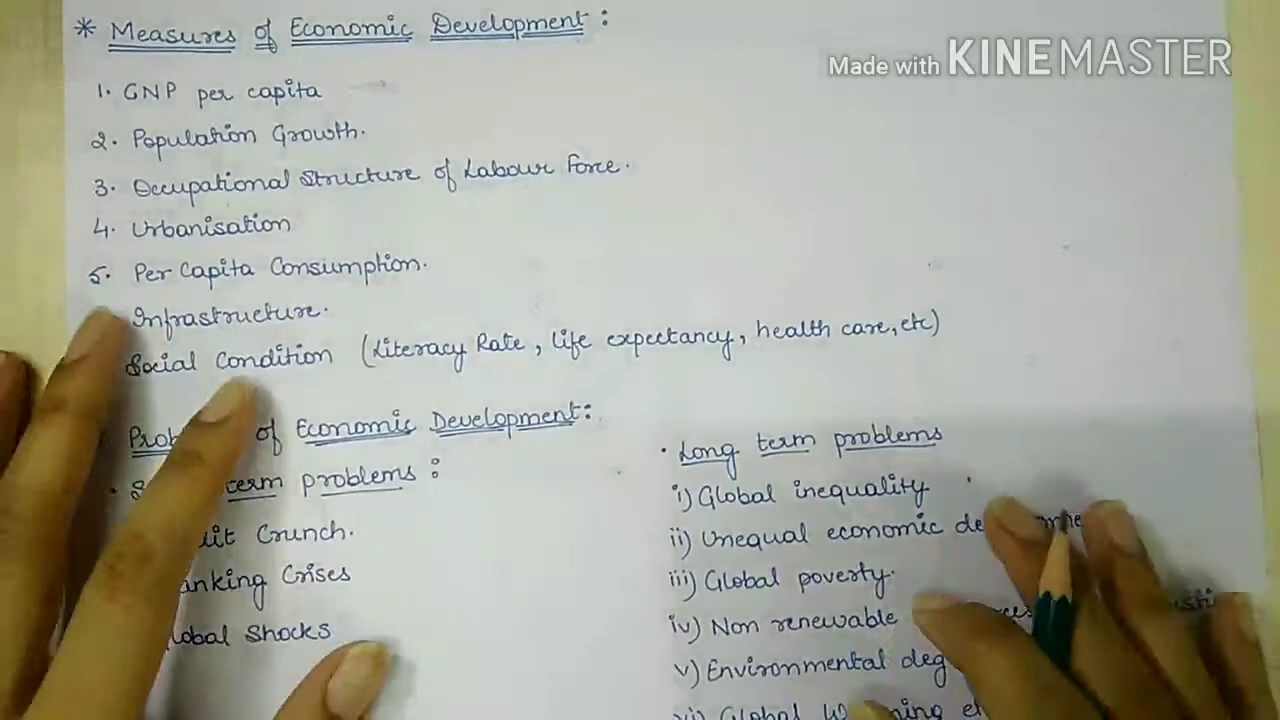 * Measures of Economic Development :
Made with KINEMASTER
1. GNP per capita
2. Population Growth.
3. Occupational Structure of Labour Force.
4. Urbanisation
5. Per Capita Consumption.
Infrastructure.
Social Condition (Literacy Rate, life expectancy, health care, etc)
of Economic Development:
term problems :
Crunch.
Crises
Shocks
• Long term problems
i) Global inequality
ii) Unequal economic
iii) Global poverty.
iv) Non renewable
v) Environmental
vi) Global